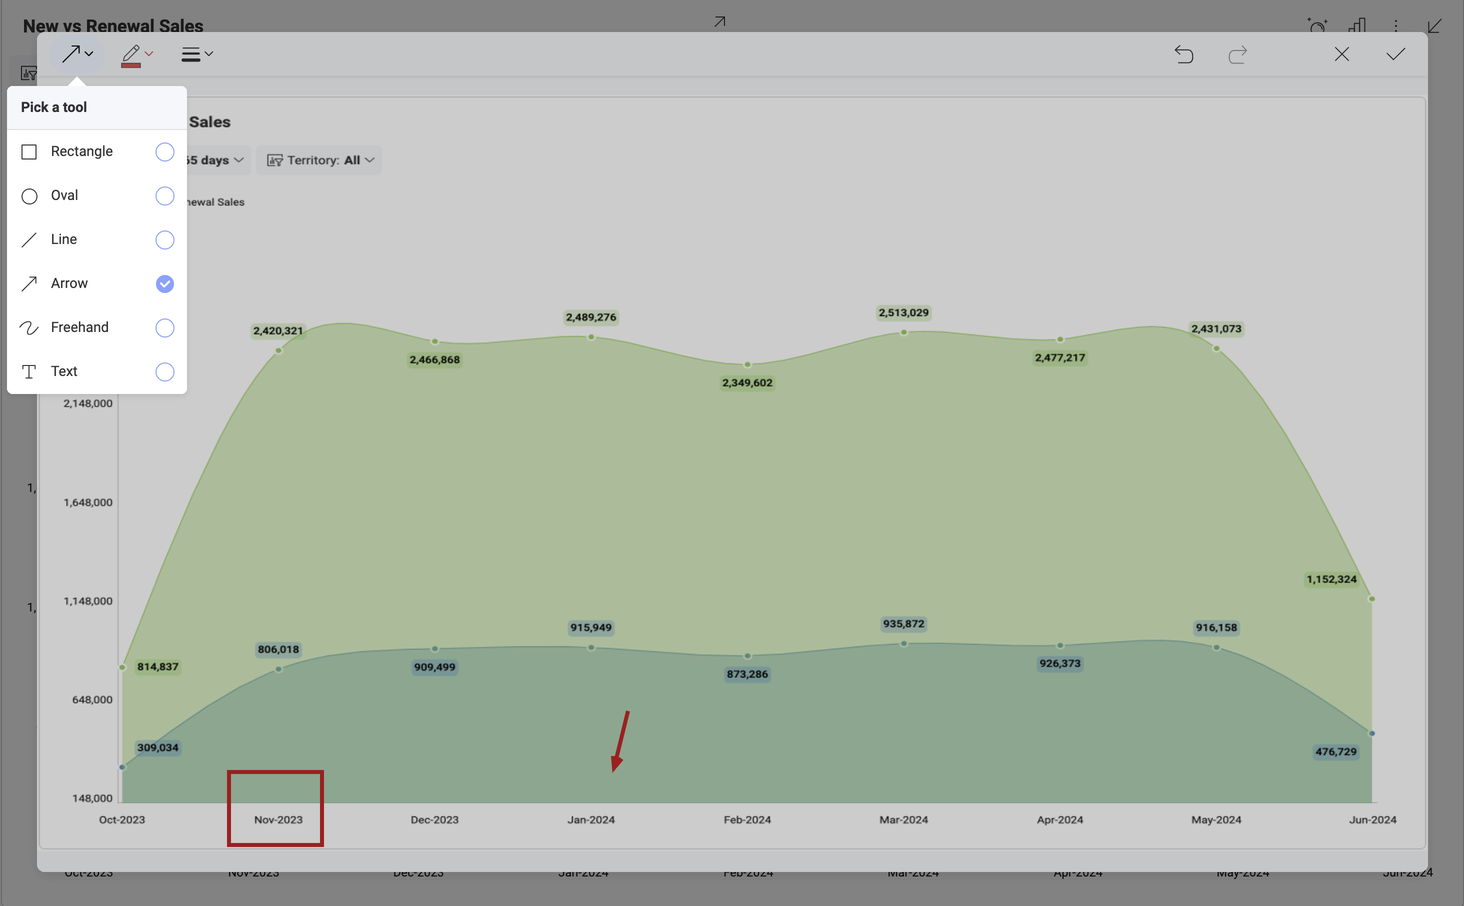 New vs Renewal Sales
Pick a tool
Rectangle
Oval
Line
Arrow
Freehand
Text
Sales
65 days
Territory: All
newal Sales
2,420,321
2,466,868
2,489,276
2,349,602
2,513,029
2,477,217
2,431,073
1,152,324
814,837
806,018
909,499
915,949
873,286
935,872
926,373
916,158
476,729
309,034
2,148,000
1,648,000
1,148,000
648,000
148,000
1,
1,
Oct-2023 Nov-2023 Dec-2023 Jan-2024 Feb-2024 Mar-2024 Apr-2024 May-2024 Jun-2024
Oct-2023 Nov-2023 Dec-2023 Jan-2024 Feb-2024 Mar-2024 Apr-2024 May-2024 Jun-2024